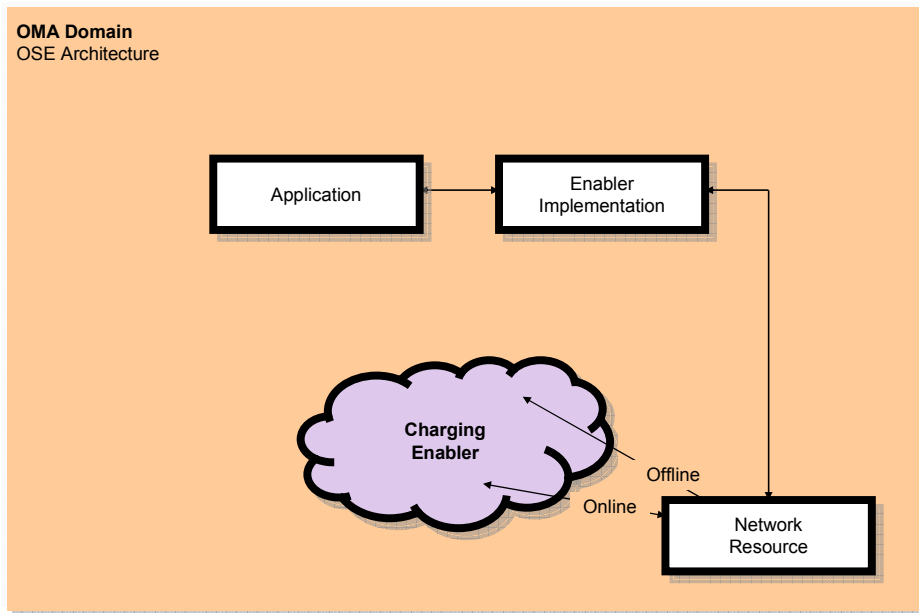 OMA Domain
OSE Architecture
Application
Enabler
Implementation
Charging
Enabler
Offline
Online
Network
Resource